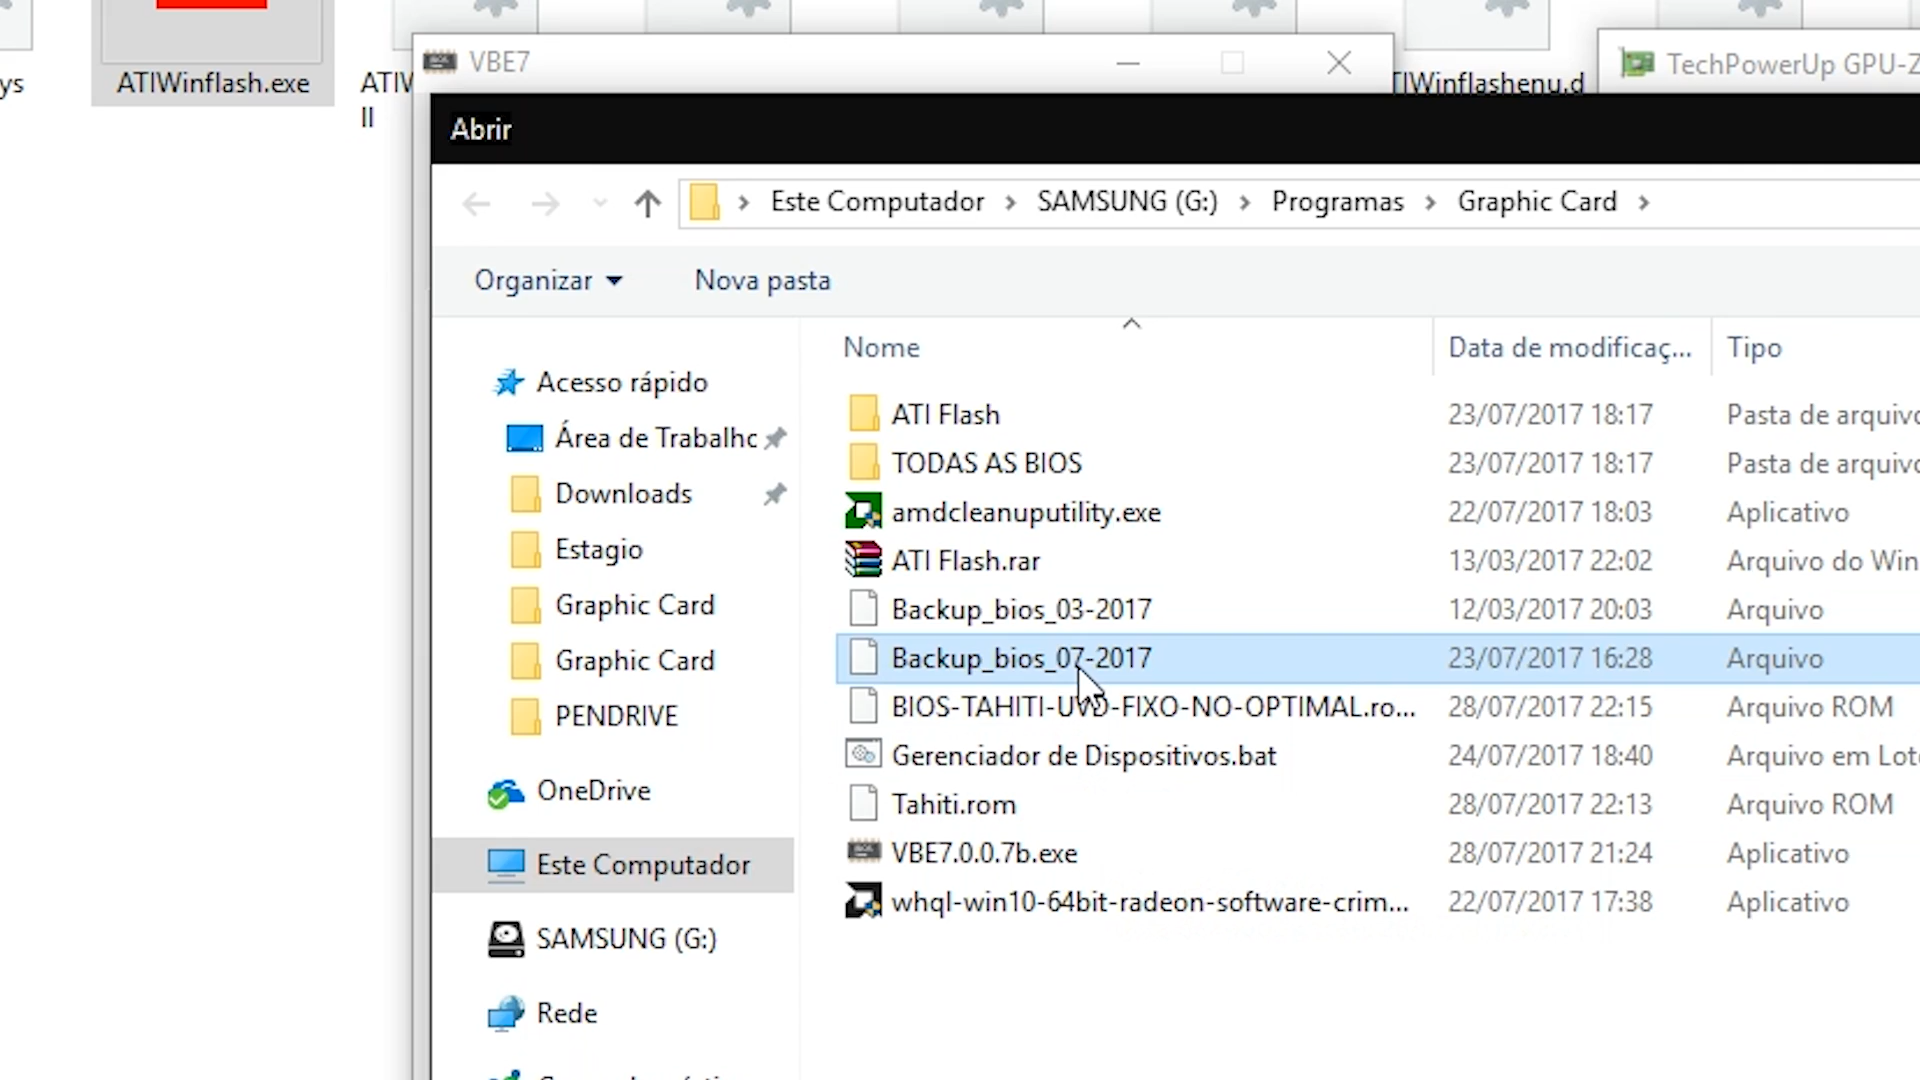 ys
ATIWinflash.exe
ATIW
ll
VBE7
TIWinflashenu.d
TechPowerUp GPU-Z
Abrir
Este Computador > SAMSUNG (G:) > Programas > Graphic Card >
Organizar
Nova pasta
Nome
Data de modificaç...
Tipo
Acesso rápido
Área de Trabalho
Downloads
Estagio
Graphic Card
Graphic Card
PENDRIVE
OneDrive
Este Computador
SAMSUNG (G:)
Rede
ATI Flash 23/07/2017 18:17 Pasta de arquivo
TODAS AS BIOS 23/07/2017 18:17 Pasta de arquivo
amdcleanuputility.exe 22/07/2017 18:03 Aplicativo
ATI Flash.rar 13/03/2017 22:02 Arquivo do Win
Backup_bios_03-2017 12/03/2017 20:03 Arquivo
Backup_bios_07-2017 23/07/2017 16:28 Arquivo
BIOS-TAHITI-UVD-FIXO-NO-OPTIMAL.ro... 28/07/2017 22:15 Arquivo ROM
Gerenciador de Dispositivos.bat 24/07/2017 18:40 Arquivo em Lote
Tahiti.rom 28/07/2017 22:13 Arquivo ROM
VBE7.0.0.7b.exe 28/07/2017 21:24 Aplicativo
whql-win10-64bit-radeon-software-crim... 22/07/2017 17:38 Aplicativo